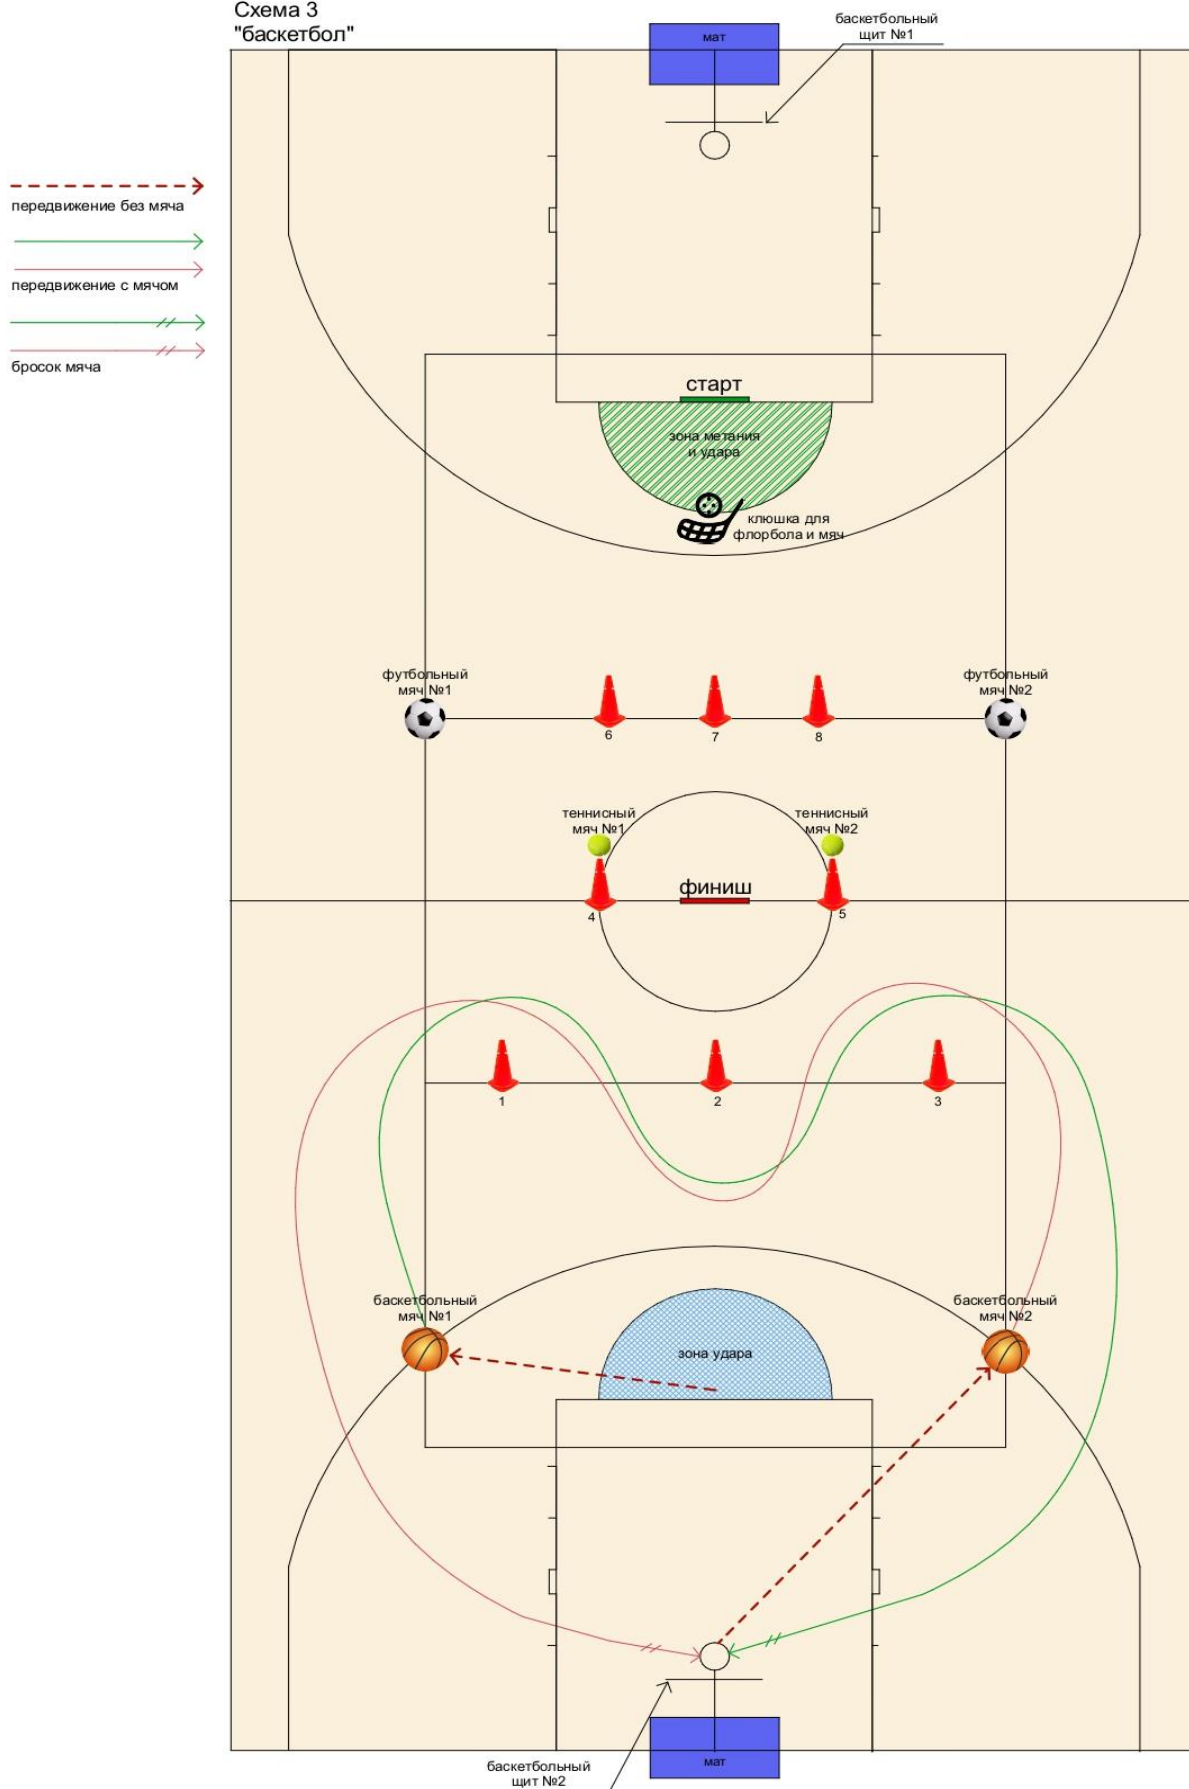 Схема 3
"баскетбол"
мат
баскетбольный
щит №1
передвижение без мяча
передвижение с мячом
бросок мяча
старт
зона метания
и удара
клюшка для
флорбола и мяч
футбольный
мяч №1
футбольный
мяч №2
6
7
8
теннисный
мяч №1
теннисный
мяч №2
финиш
4
5
1
2
3
баскетбольный
мяч №1
баскетбольный
мяч №2
зона удара
баскетбольный
щит №2
мат